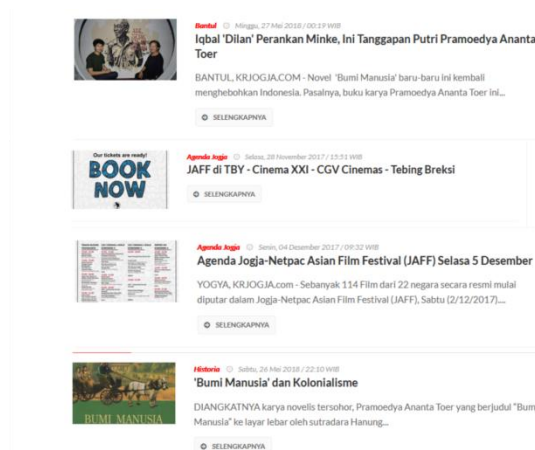 Bantul Minggu, 27 Mei 2018 / 00:19 WIB
Iqbal 'Dilan' Perankan Minke, Ini Tanggapan Putri Pramoedya Ananta
Toer
BANTUL, KRJOGJA.COM - Novel 'Bumi Manusia' baru-baru ini kembali
menghebohkan Indonesia. Pasalnya, buku karya Pramoedya Ananta Toer ini...
SELENGKAPNYA
Our tickets are ready!
BOOK
NOW
Agenda Jogja Selasa, 28 November 2017 / 15:51 WIB
JAFF di TBY - Cinema XXI - CGV Cinemas - Tebing Breksi
SELENGKAPNYA
Agenda Jogja Senin, 04 Desember 2017 / 09:32 WIB
Agenda Jogja-Netpac Asian Film Festival (JAFF) Selasa 5 Desember
YOGYA, KRJOGJA.com - Sebanyak 114 Film dari 22 negara secara resmi mulai
diputar dalam Jogja-Netpac Asian Film Festival (JAFF), Sabtu (2/12/2017)....
SELENGKAPNYA
BUMI MANUSIA
Historia Sabtu, 26 Mei 2018 / 22:10 WIB
'Bumi Manusia' dan Kolonialisme
DIANGKATNYA karya novelis tersohor, Pramoedya Ananta Toer yang berjudul "Bum
Manusia" ke layar lebar oleh sutradara Hanung...
SELENGKAPNYA